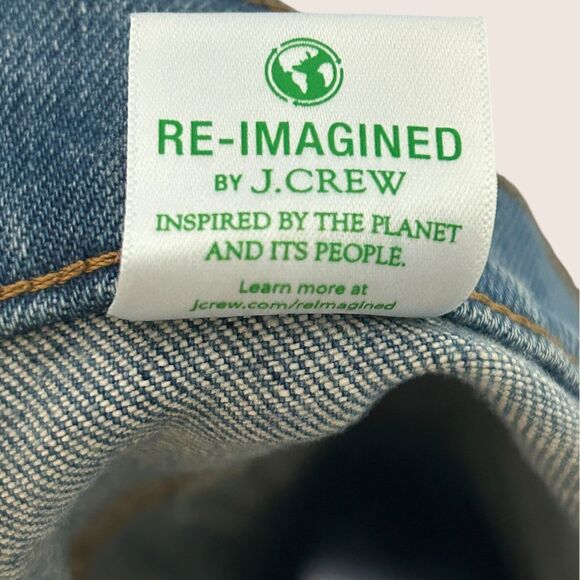 RE-IMAGINED
BY J.CREW
INSPIRED BY THE PLANET
AND ITS PEOPLE.
Learn more at
jcrew.com/reimagined